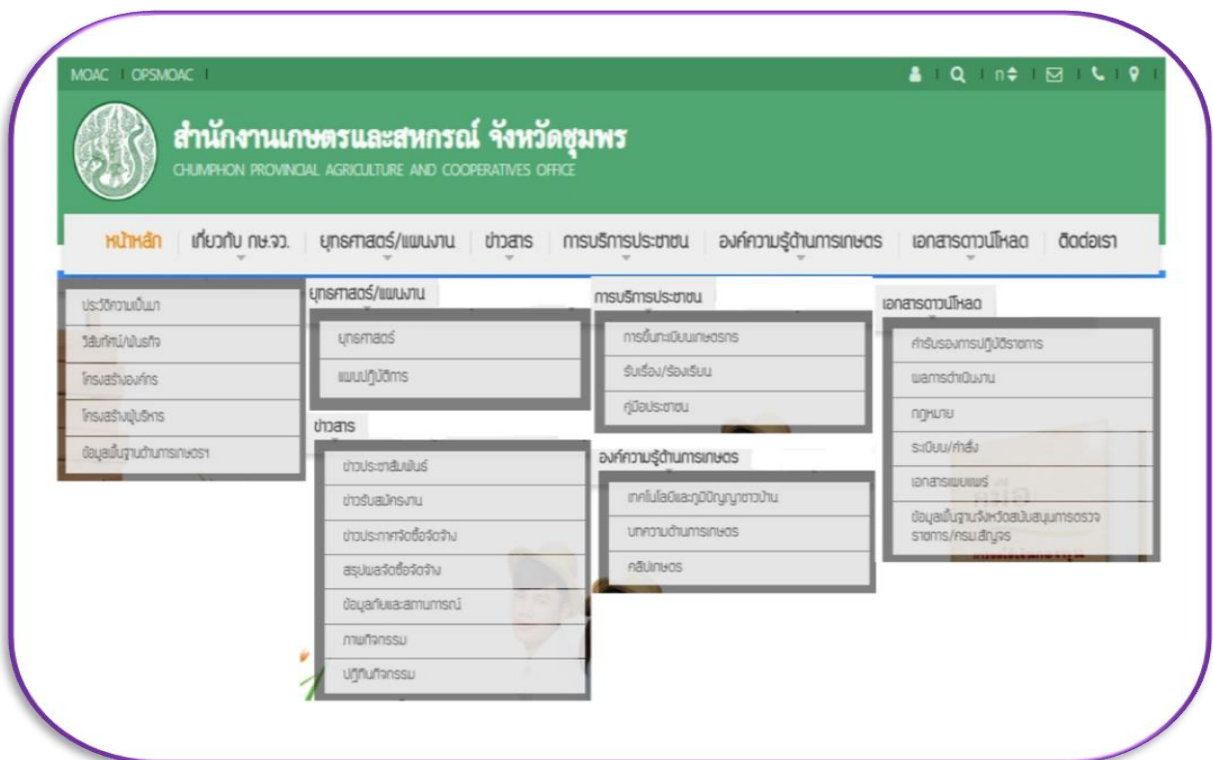 MOAC | OPSMOAC |
ก
สำนักงานเกษตรและสหกรณ์ จังหวัดชุมพร
CHUMPHON PROVINCIAL AGRICULTURE AND COOPERATIVES OFFICE
หน้าหลัก เกี่ยวกับ กษ.จว. ยุทธศาสตร์/แผนงาน ข่าวสาร การบริการประชาชน องค์ความรู้ด้านการเกษตร เอกสารดาวน์โหลด ติดต่อเรา
ประวัติความเป็นมา
วิสัยทัศน์/พันธกิจ
โครงสร้างองค์กร
โครงสร้างผู้บริหาร
ข้อมูลพื้นฐานด้านการเกษตรฯ
ยุทธศาสตร์/แผนงาน
ยุทธศาสตร์
แผนปฏิบัติการ
ข่าวสาร
ข่าวประชาสัมพันธ์
ข่าวรับสมัครงาน
ข่าวประกาศจัดซื้อจัดจ้าง
สรุปผลจัดซื้อจัดจ้าง
ข้อมูลภัยและสถานการณ์
ภาพกิจกรรม
ปฏิทินกิจกรรม
การบริการประชาชน
การขึ้นทะเบียนเกษตรกร
รับเรื่อง/ร้องเรียน
คู่มือประชาชน
องค์ความรู้ด้านการเกษตร
เทคโนโลยีและภูมิปัญญาชาวบ้าน
บทความด้านการเกษตร
คลิปเกษตร
เอกสารดาวน์โหลด
คำรับรองการปฏิบัติราชการ
ผลการดำเนินงาน
กฎหมาย
ระเบียบ/คำสั่ง
เอกสารเผยแพร่
ข้อมูลพื้นฐานจังหวัดสนับสนุนการตรวจ
ราชการ/ครม.สัญจร
คู่มือ